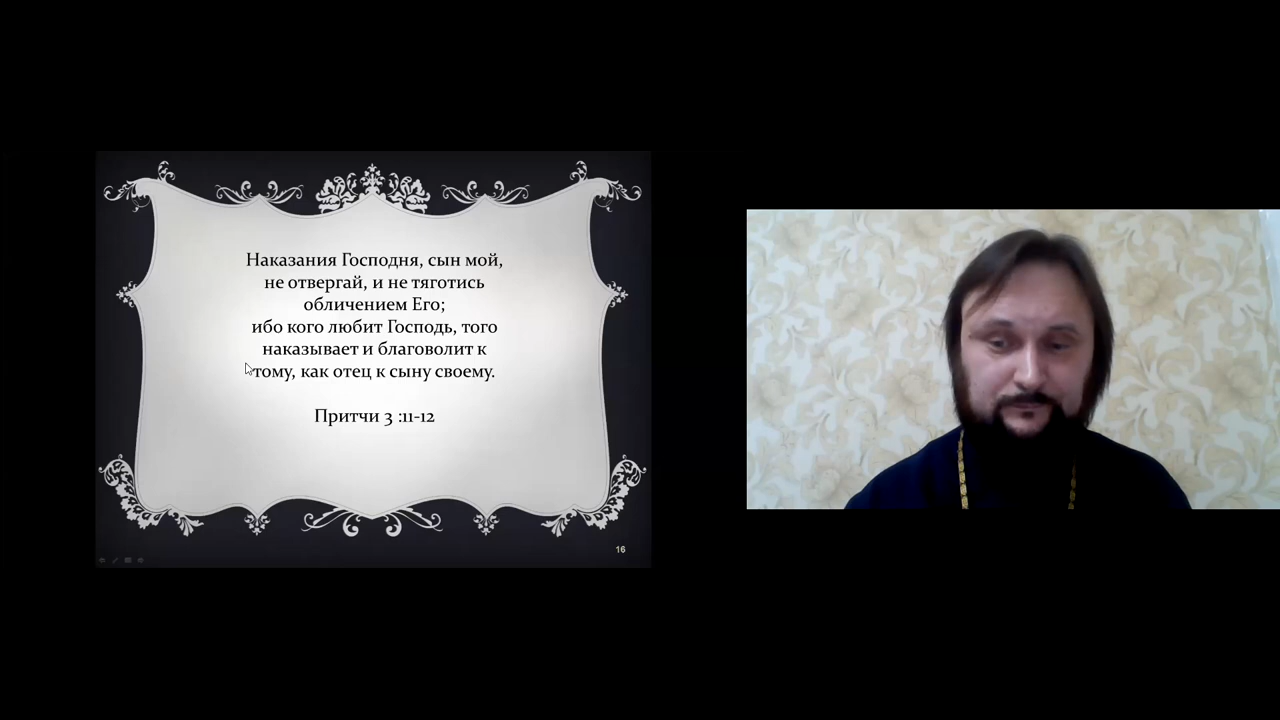 Наказания Господня, сын мой,
не отвергай, и не тяготись
обличением Его;
ибо кого любит Господь, того
наказывает и благоволит к
тому, как отец к сыну своему.
Притчи 3 :11-12
16